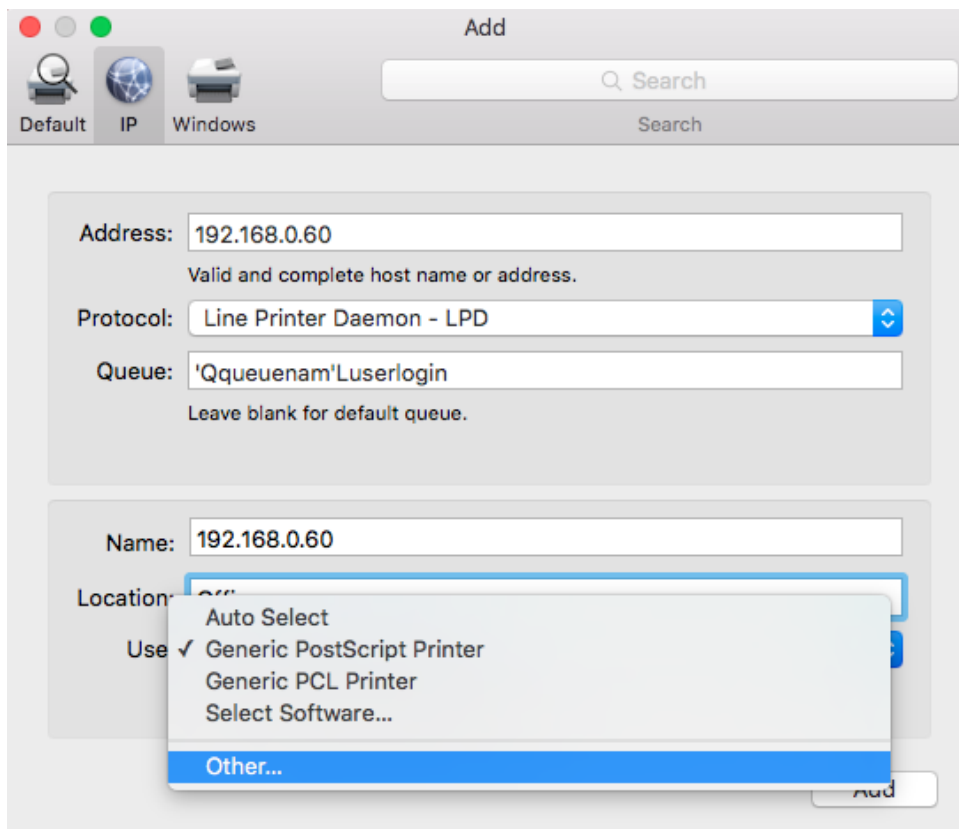 Add
Search
Default IP Windows
Search
Address: 192.168.0.60
Valid and complete host name or address.
Protocol: Line Printer Daemon - LPD
Queue: 'Qqueuenam'Luserlogin
Leave blank for default queue.
Name: 192.168.0.60
Location:
Auto Select
Use ✓ Generic PostScript Printer
Generic PCL Printer
Select Software...
Other...
Add